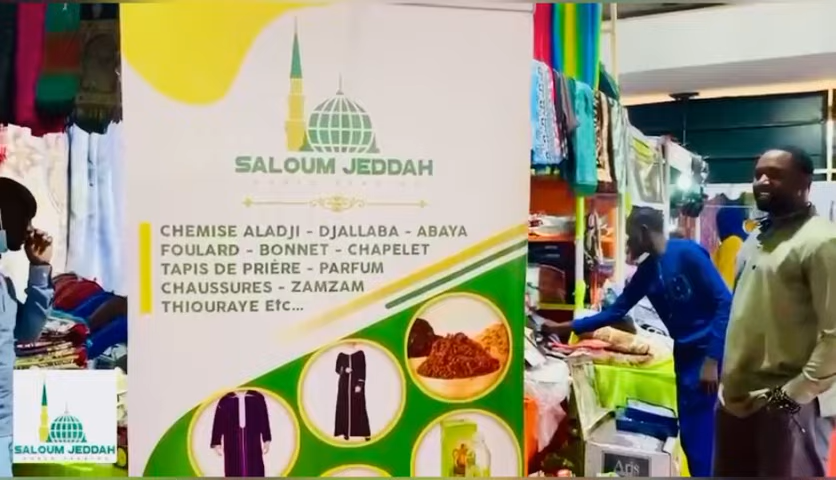 SALOUM JEDDAH
CHEMISE ALADJI - DJALLABA - ABAYA
FOULARD - BONNET - CHAPELET
TAPIS DE PRIÈRE - PARFUM
CHAUSSURES - ZAMZAM
THIOURAYE Etc...
SALOUM JEDDAH